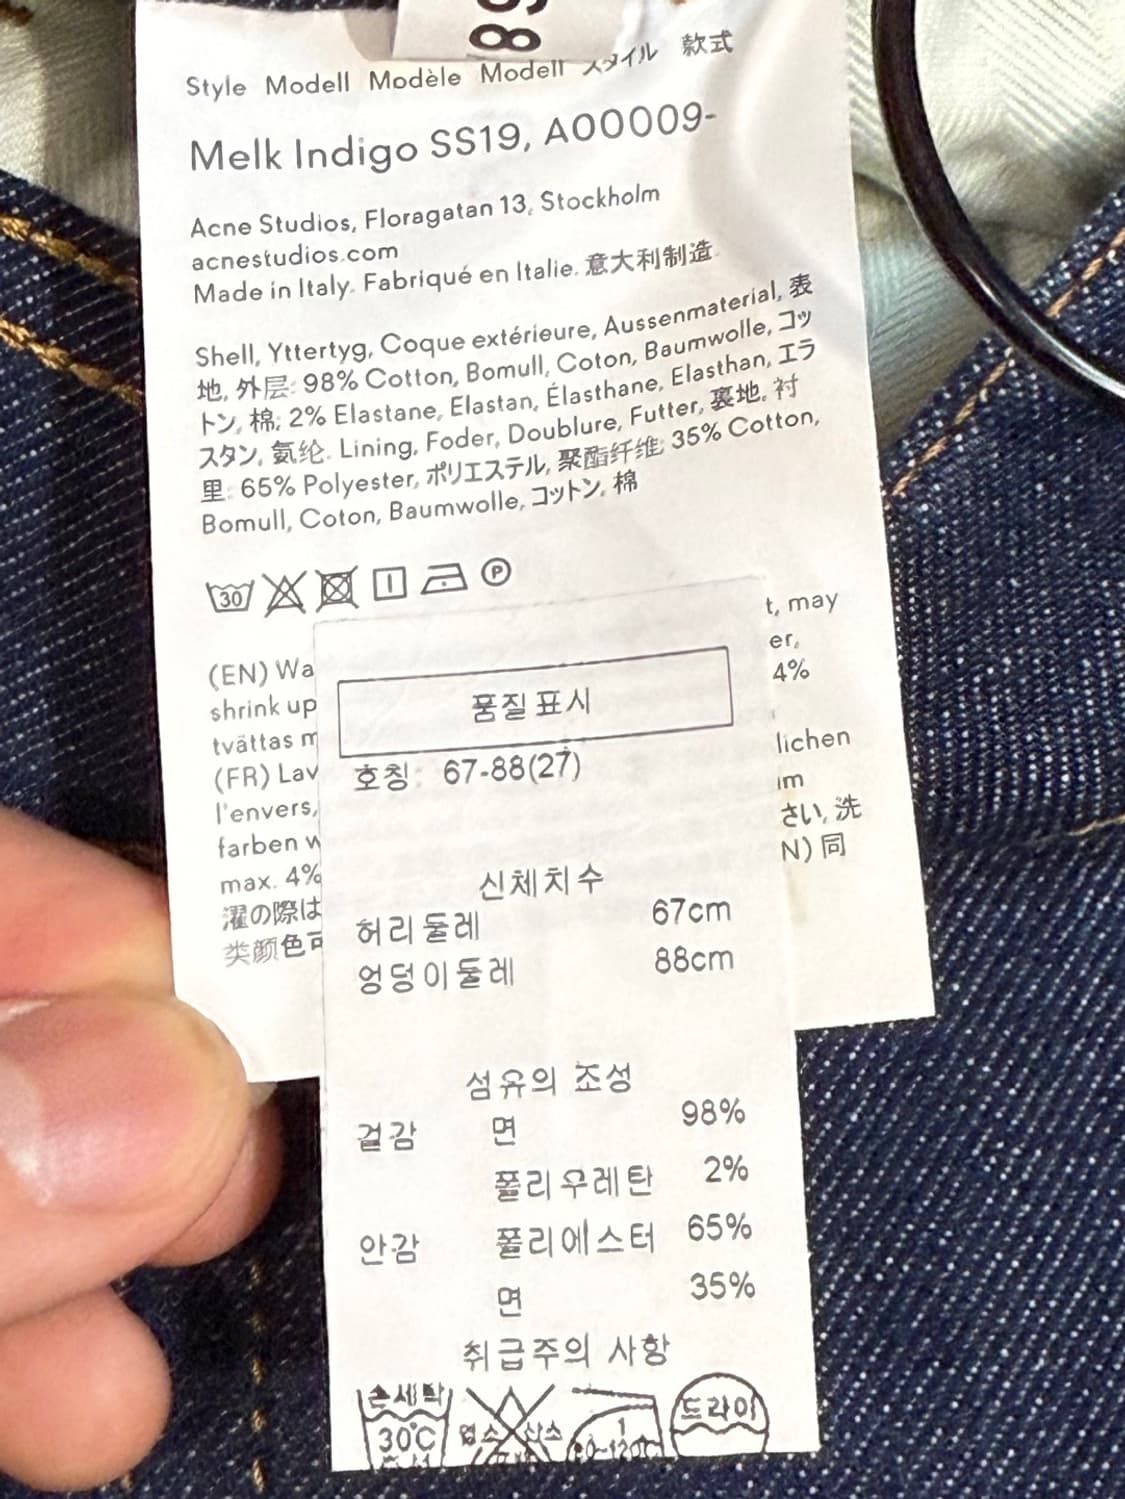 Style Modell Modèle Modell スタイル 款式
Melk Indigo SS19, A00009-
Acne Studios, Floragatan 13, Stockholm
acnestudios.com
Made in Italy. Fabriqué en Italie. 意大利制造
Shell, Yttertyg, Coque extérieure, Aussenmaterial, 表
地, 外层: 98% Cotton, Bomull, Coton, Baumwolle, コッ
トン, 棉; 2% Elastane, Elastan, Élasthane, Elasthan, エラ
スタン, 氨纶. Lining, Foder, Doublure, Futter, 裏地, 衬
里: 65% Polyester, ポリエステル, 聚酯纤维; 35% Cotton,
Bomull, Coton, Baumwolle, コットン, 棉
30 P
(EN) Wa t, may
shrink up er,
tvättas m 4%
(FR) Lav
l'envers, lichen
farben w im
max. 4% さい, 洗
濯の際は N) 同
类颜色可
품질표시
호칭: 67-88(27)
신체치수
허리둘레 67cm
엉덩이둘레 88cm
섬유의 조성
겉감 면 98%
폴리우레탄 2%
안감 폴리에스터 65%
면 35%
취급주의 사항
손세탁 드라이
30℃ 염소 산소 1